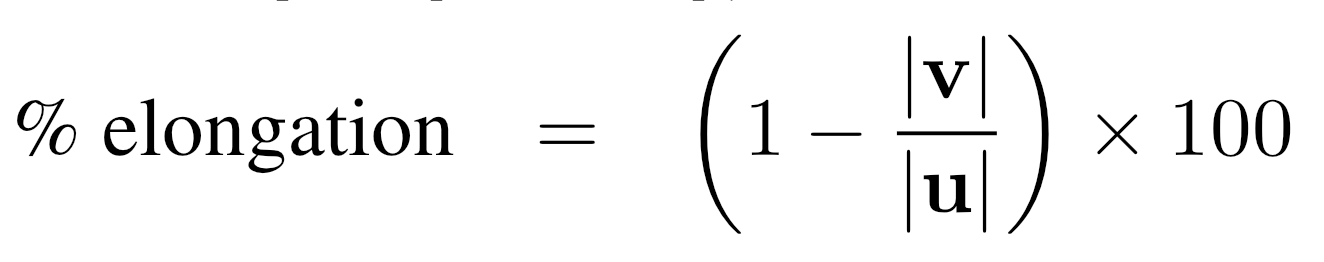 % elongation = (1 − |v|/|u|) × 100